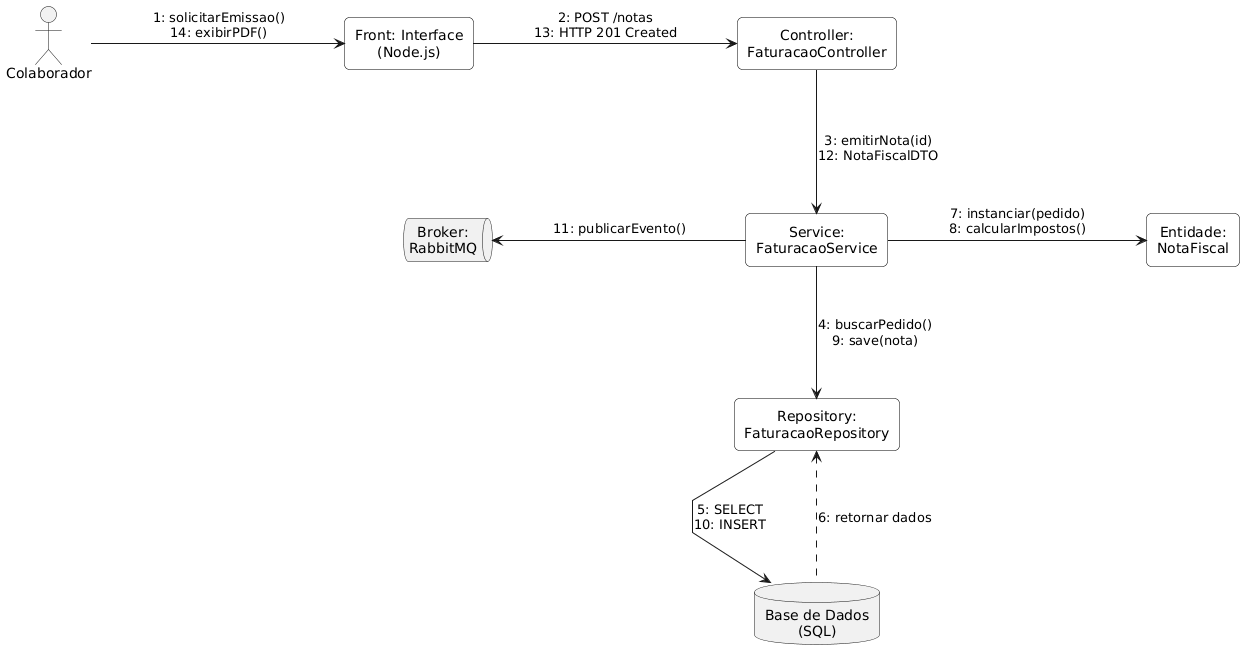 1: solicitarEmissao()
14: exibirPDF()
2: POST /notas
13: HTTP 201 Created
Colaborador
Front: Interface
(Node.js)
Controller:
FaturacaoController
3: emitirNota(id)
12: NotaFiscalDTO
Broker:
RabbitMQ
11: publicarEvento()
Service:
FaturacaoService
7: instanciar(pedido)
8: calcularImpostos()
Entidade:
NotaFiscal
4: buscarPedido()
9: save(nota)
Repository:
FaturacaoRepository
5: SELECT
10: INSERT
6: retornar dados
Base de Dados
(SQL)